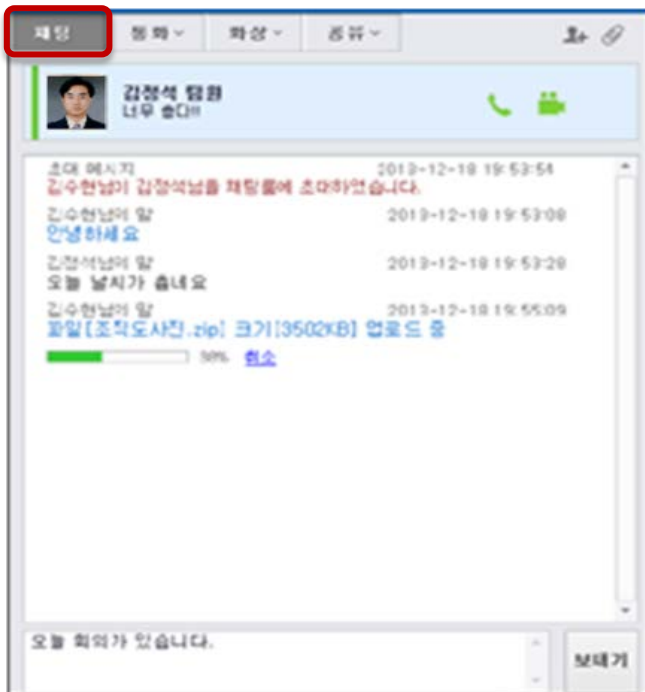 채팅 통화 화상 공유
김정석 팀원
너무 춥다!!
초대 메시지 2013-12-18 19:53:54
김수현님이 김정석님을 채팅룸에 초대하였습니다.
김수현님의 말 2013-12-18 19:53:08
안녕하세요
김정석님의 말 2013-12-18 19:53:28
오늘 날씨가 춥네요
김수현님의 말 2013-12-18 19:55:09
파일[조직도사진.zip] 크기[3502KB] 업로드 중
취소
오늘 회의가 있습니다.
보내기